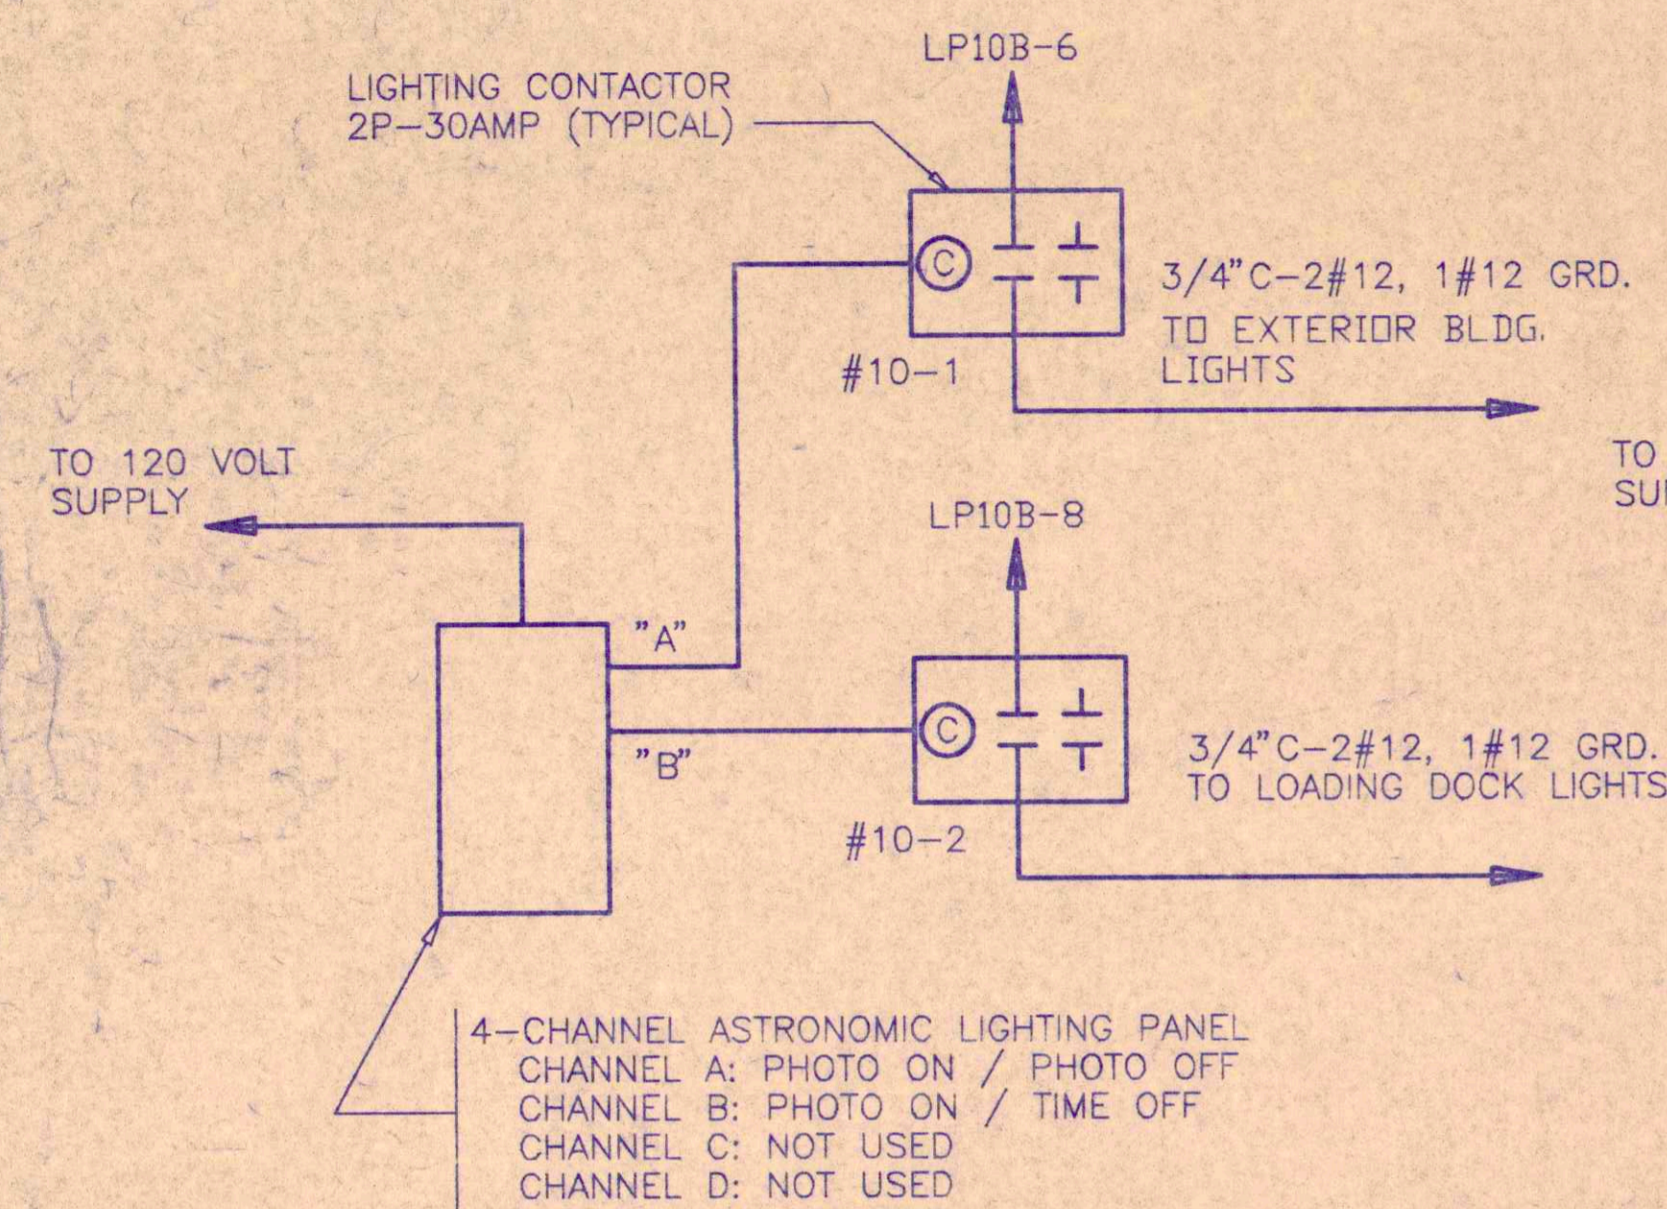 LP10B-6
LIGHTING CONTACTOR
2P-30AMP (TYPICAL)
C
3/4"C-2#12, 1#12 GRD.
TO EXTERIOR BLDG.
LIGHTS
#10-1
TO 120 VOLT
SUPPLY
TO
LP10B-8
"A"
"B"
C
3/4"C-2#12, 1#12 GRD.
TO LOADING DOCK LIGHTS
#10-2
4-CHANNEL ASTRONOMIC LIGHTING PANEL
CHANNEL A: PHOTO ON / PHOTO OFF
CHANNEL B: PHOTO ON / TIME OFF
CHANNEL C: NOT USED
CHANNEL D: NOT USED